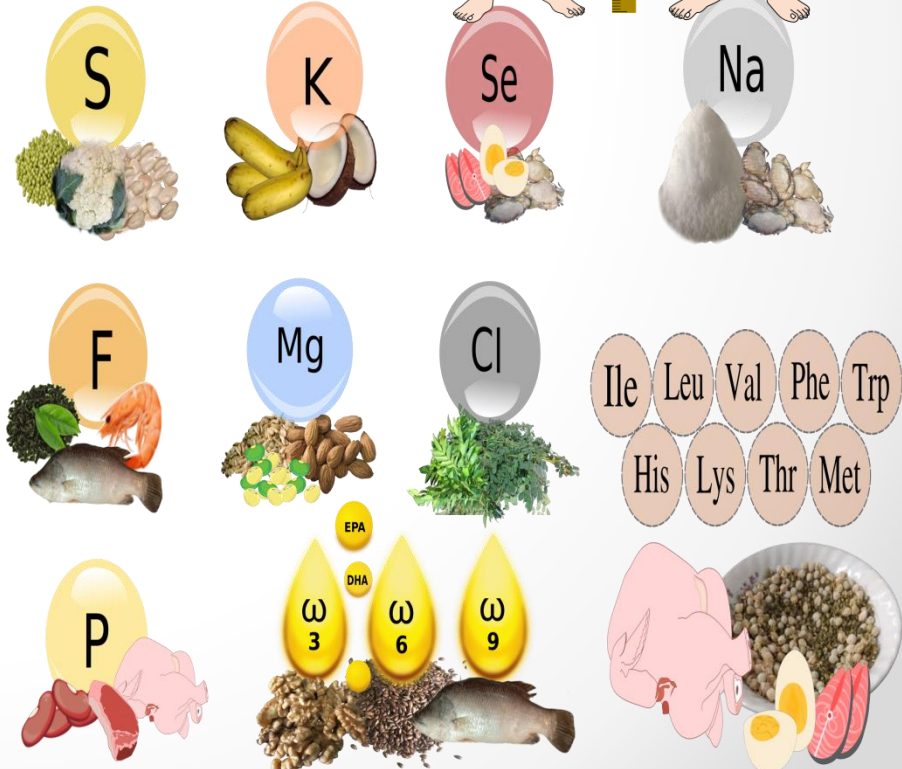 S
K
Se
Na
F
Mg
Cl
Ile Leu Val Phe Trp
His Lys Thr Met
EPA
DHA
ω ω ω
3 6 9
P